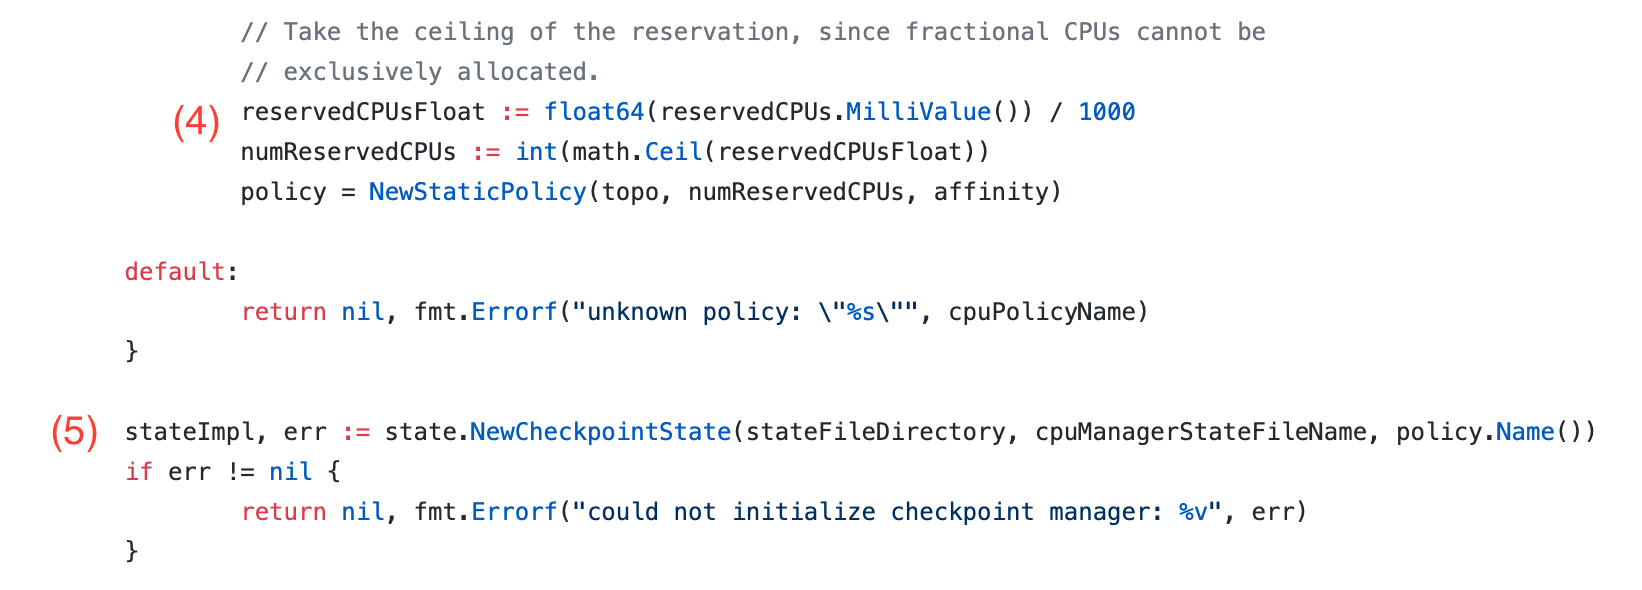 // Take the ceiling of the reservation, since fractional CPUs cannot be
// exclusively allocated.
(4) reservedCPUsFloat := float64(reservedCPUs.MilliValue()) / 1000
numReservedCPUs := int(math.Ceil(reservedCPUsFloat))
policy = NewStaticPolicy(topo, numReservedCPUs, affinity)
default:
return nil, fmt.Errorf("unknown policy: \"%s\"", cpuPolicyName)
}
(5) stateImpl, err := state.NewCheckpointState(stateFileDirectory, cpuManagerStateFileName, policy.Name())
if err != nil {
return nil, fmt.Errorf("could not initialize checkpoint manager: %v", err)
}